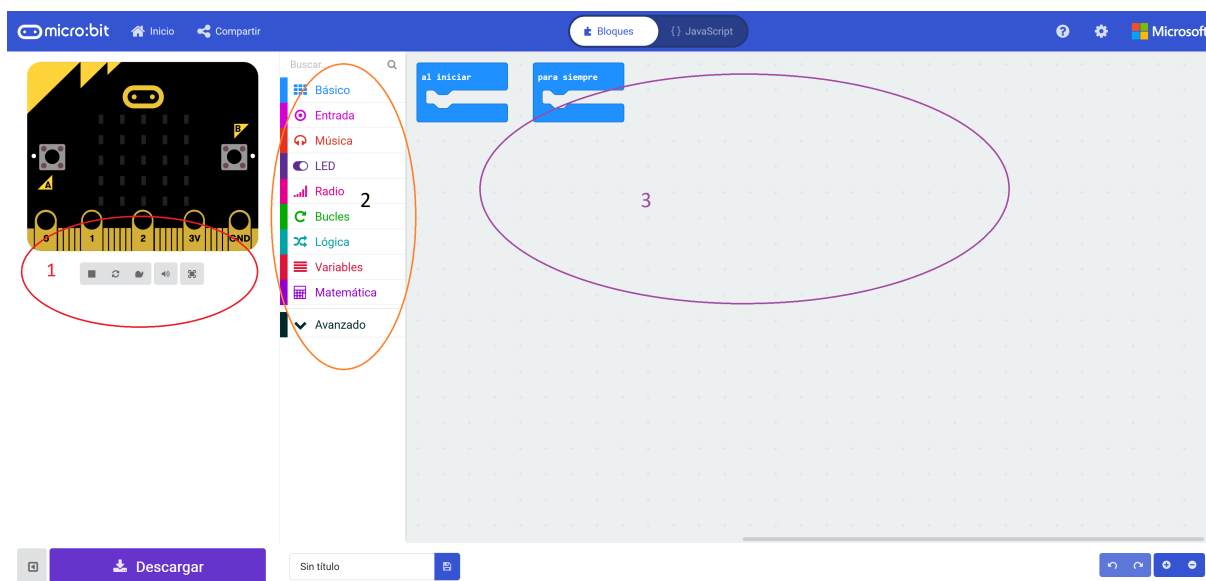 micro:bit Inicio Compartir Bloques {} JavaScript ? Microsoft
Buscar...
al iniciar para siempre
Básico
Entrada
Música
LED
Radio
Bucles
Lógica
Variables
Matemática
Avanzado
B
A
0 1 2 3V GND
1
2
3
Descargar
Sin título